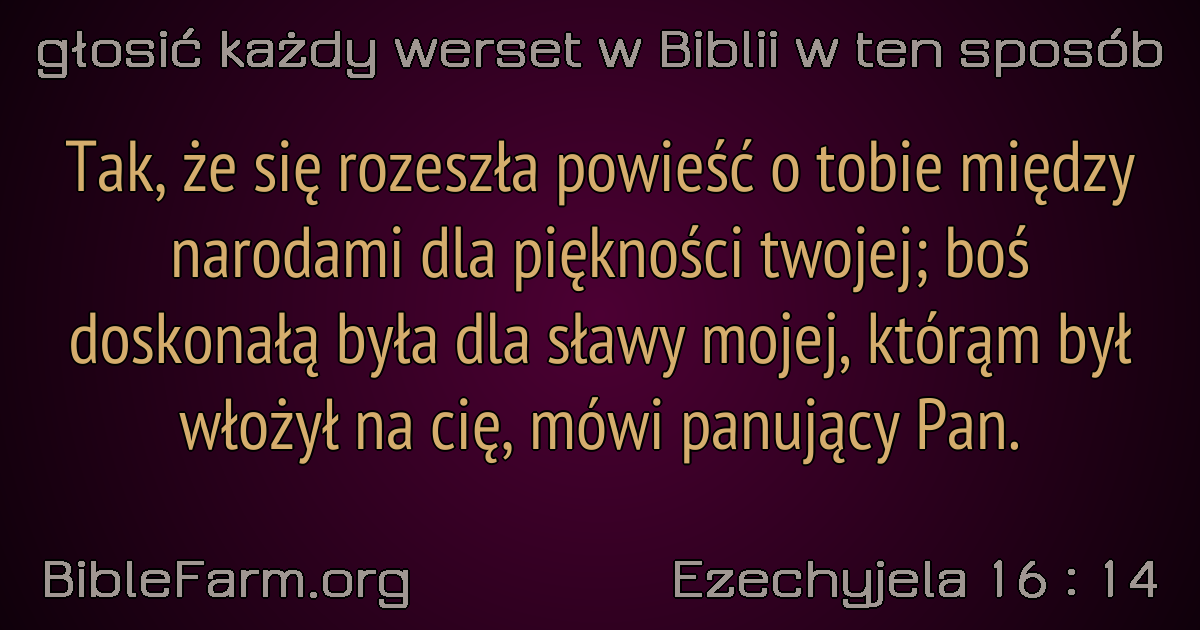 głosić każdy werset w Biblii w ten sposób
Tak, że się rozeszła powieść o tobie między
narodami dla piękności twojej; boś
doskonałą była dla sławy mojej, którąm był
włożył na cię, mówi panujący Pan.
BibleFarm.org
Ezechyjela 16 : 14